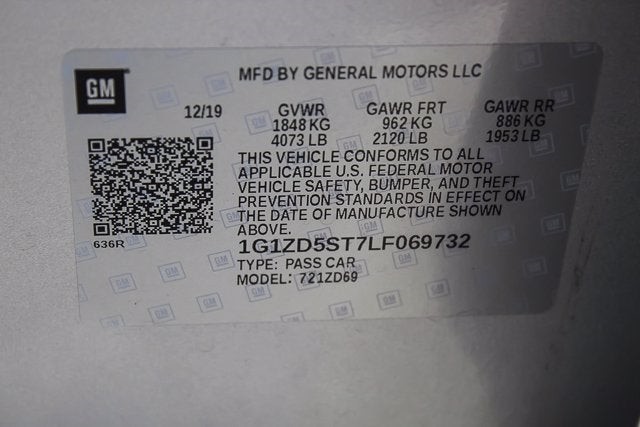 GM
MFD BY GENERAL MOTORS LLC
12/19 GVWR GAWR FRT GAWR RR
1848 KG 962 KG 886 KG
4073 LB 2120 LB 1953 LB
THIS VEHICLE CONFORMS TO ALL
APPLICABLE U.S. FEDERAL MOTOR
VEHICLE SAFETY, BUMPER, AND THEFT
PREVENTION STANDARDS IN EFFECT ON
THE DATE OF MANUFACTURE SHOWN
ABOVE.
636R
1G1ZD5ST7LF069732
TYPE: PASS CAR
MODEL: 721ZD69